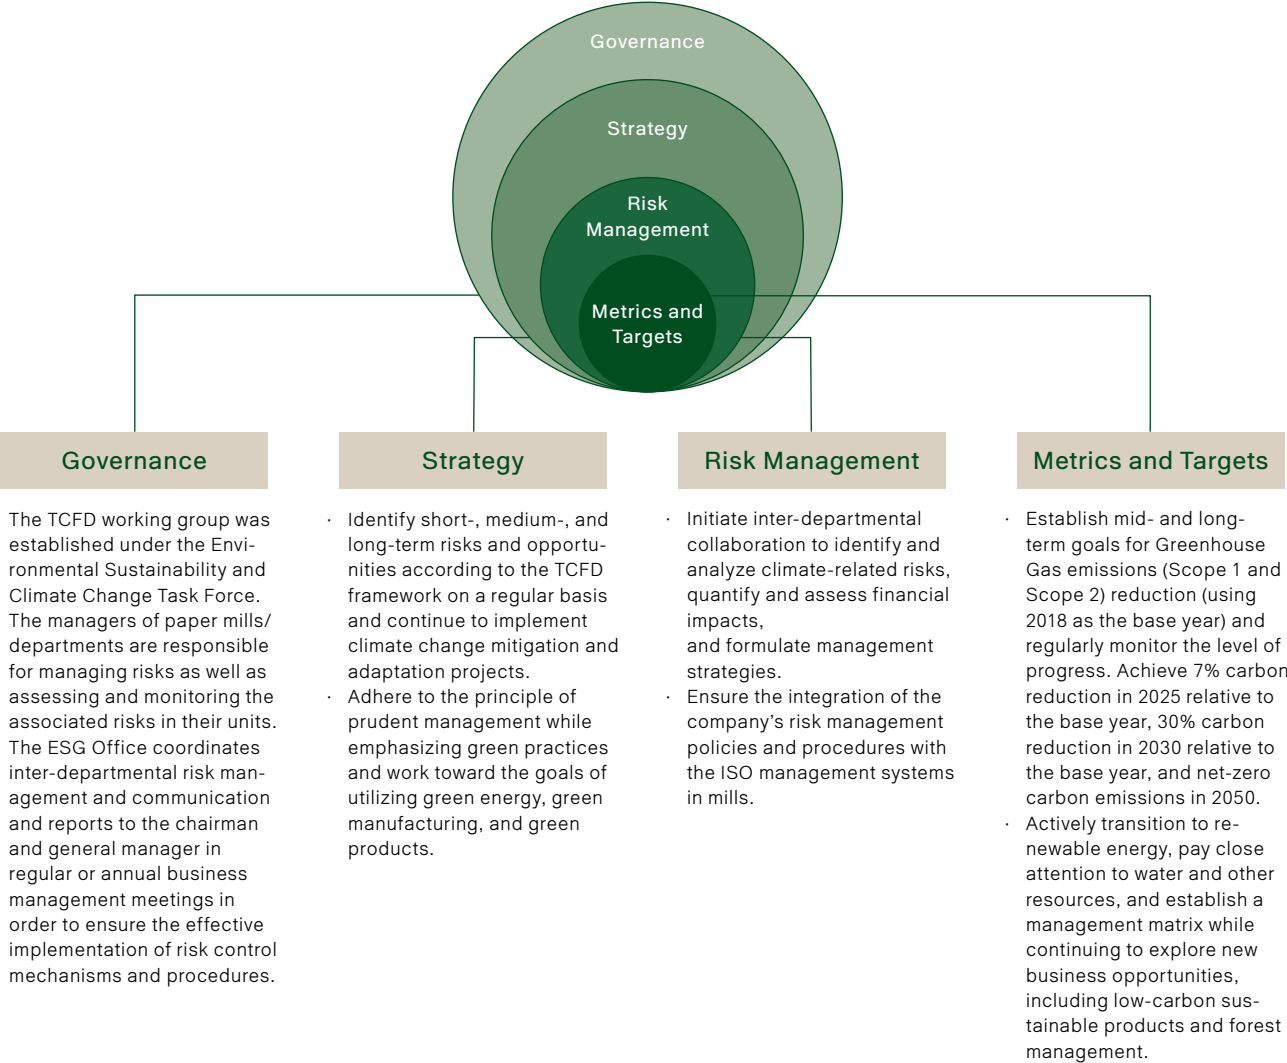 Governance
Strategy
Risk
Management
Metrics and
Targets
Governance
The TCFD working group was
established under the Envi-
ronmental Sustainability and
Climate Change Task Force.
The managers of paper mills/
departments are responsible
for managing risks as well as
assessing and monitoring the
associated risks in their units.
The ESG Office coordinates
inter-departmental risk man-
agement and communication
and reports to the chairman
and general manager in
regular or annual business
management meetings in
order to ensure the effective
implementation of risk control
mechanisms and procedures.
Strategy
· Identify short-, medium-, and
long-term risks and opportu-
nities according to the TCFD
framework on a regular basis
and continue to implement
climate change mitigation and
adaptation projects.
· Adhere to the principle of
prudent management while
emphasizing green practices
and work toward the goals of
utilizing green energy, green
manufacturing, and green
products.
Risk Management
· Initiate inter-departmental
collaboration to identify and
analyze climate-related risks,
quantify and assess financial
impacts,
and formulate management
strategies.
· Ensure the integration of the
company’s risk management
policies and procedures with
the ISO management systems
in mills.
Metrics and Targets
· Establish mid- and long-
term goals for Greenhouse
Gas emissions (Scope 1 and
Scope 2) reduction (using
2018 as the base year) and
regularly monitor the level of
progress. Achieve 7% carbon
reduction in 2025 relative to
the base year, 30% carbon
reduction in 2030 relative to
the base year, and net-zero
carbon emissions in 2050.
· Actively transition to re-
newable energy, pay close
attention to water and other
resources, and establish a
management matrix while
continuing to explore new
business opportunities,
including low-carbon sus-
tainable products and forest
management.